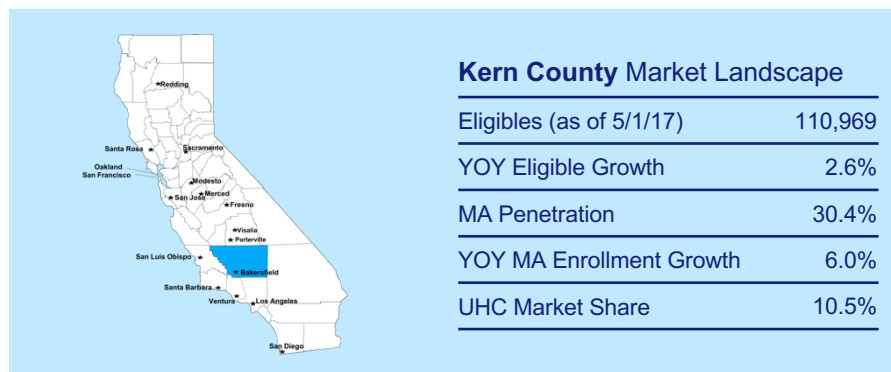 Redding
Santa Rosa
Sacramento
Oakland
San Francisco
Modesto
Merced
San Jose
Fresno
Visalia
Porterville
San Luis Obispo
Bakersfield
Santa Barbara
Ventura
Los Angeles
San Diego
Kern County Market Landscape
Eligibles (as of 5/1/17) 110,969
YOY Eligible Growth 2.6%
MA Penetration 30.4%
YOY MA Enrollment Growth 6.0%
UHC Market Share 10.5%